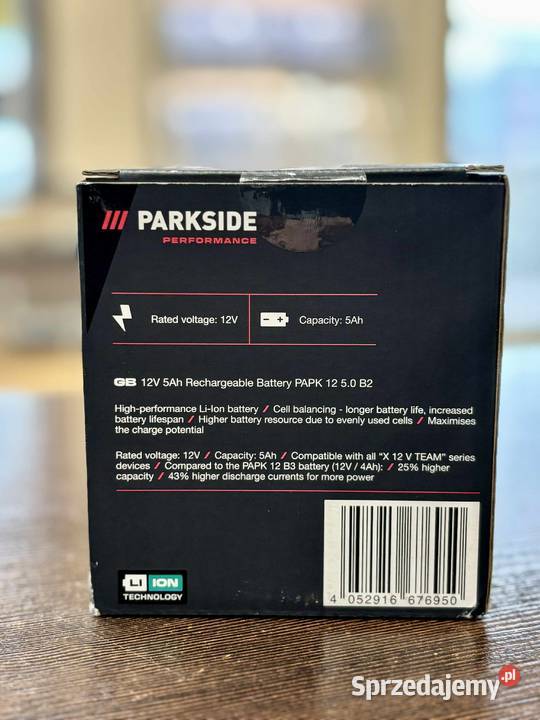 PARKSIDE
PERFORMANCE
Rated voltage: 12V
Capacity: 5Ah
GB 12V 5Ah Rechargeable Battery PAPK 12 5.0 B2
High-performance Li-Ion battery / Cell balancing - longer battery life, increased
battery lifespan / Higher battery resource due to evenly used cells / Maximises
the charge potential
Rated voltage: 12V / Capacity: 5Ah / Compatible with all "X 12 V TEAM" series
devices / Compared to the PAPK 12 B3 battery (12V / 4Ah): / 25% higher
capacity / 43% higher discharge currents for more power
LI ION
TECHNOLOGY
4 052916 676950
Sprzedajemy.pl